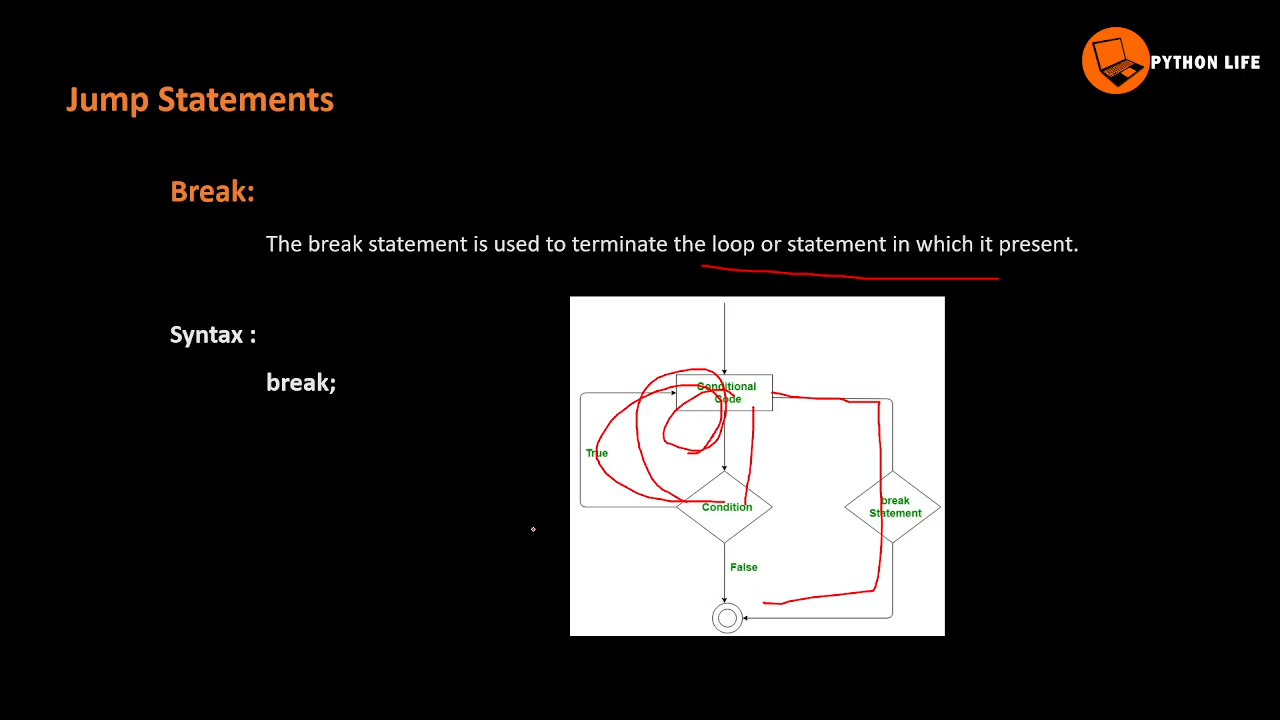 PYTHON LIFE
Jump Statements
Break:
The break statement is used to terminate the loop or statement in which it present.
Syntax :
break;
Conditional
Code
True
Condition
break
Statement
False